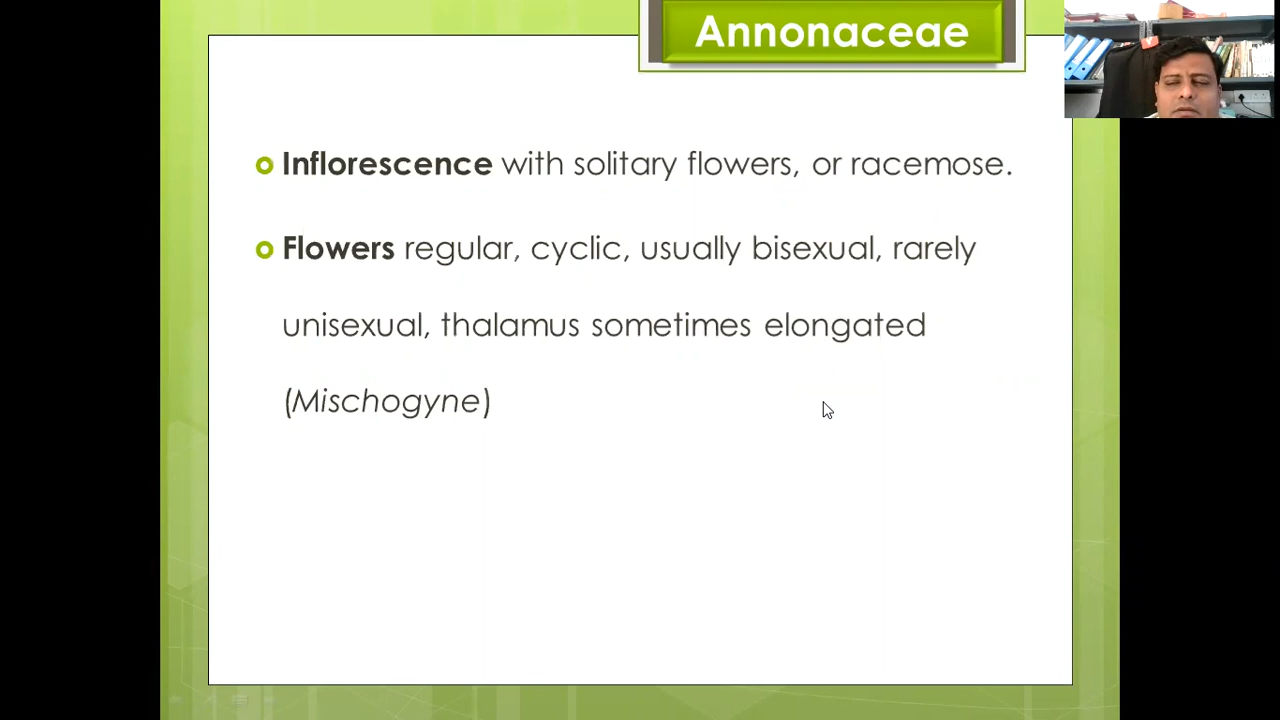 Annonaceae
Inflorescence with solitary flowers, or racemose.
Flowers regular, cyclic, usually bisexual, rarely
unisexual, thalamus sometimes elongated
(Mischogyne)